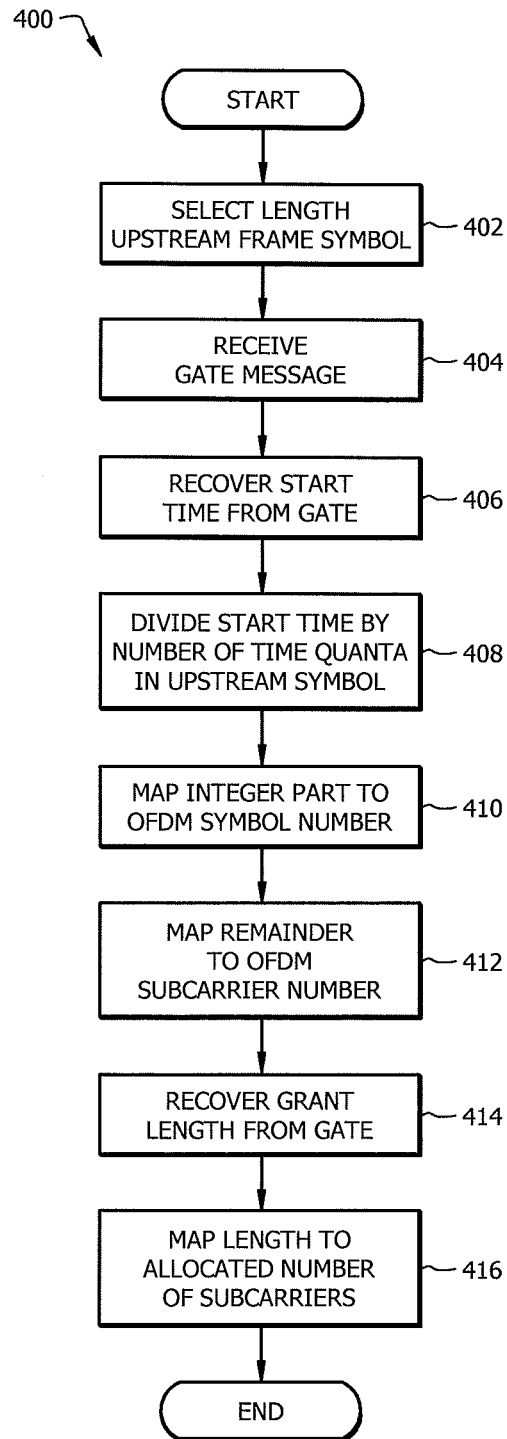 400
START
SELECT LENGTH
UPSTREAM FRAME SYMBOL
402
RECEIVE
GATE MESSAGE
404
RECOVER START
TIME FROM GATE
406
DIVIDE START TIME BY
NUMBER OF TIME QUANTA
IN UPSTREAM SYMBOL
408
MAP INTEGER PART TO
OFDM SYMBOL NUMBER
410
MAP REMAINDER
TO OFDM
SUBCARRIER NUMBER
412
RECOVER GRANT
LENGTH FROM GATE
414
MAP LENGTH TO
ALLOCATED NUMBER
OF SUBCARRIERS
416
END